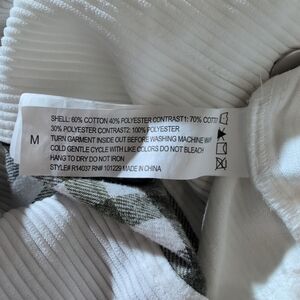 M
SHELL: 60% COTTON 40% POLYESTER CONTRAST1: 70% COTT
30% POLYESTER CONTRAST2: 100% POLYESTER
TURN GARMENT INSIDE OUT BEFORE WASHING MACHINE
COLD GENTLE CYCLE WITH LIKE COLORS DO NOT BLEACH
HANG TO DRY DO NOT IRON
STYLE# R14037 RN# 101229 MADE IN CHINA